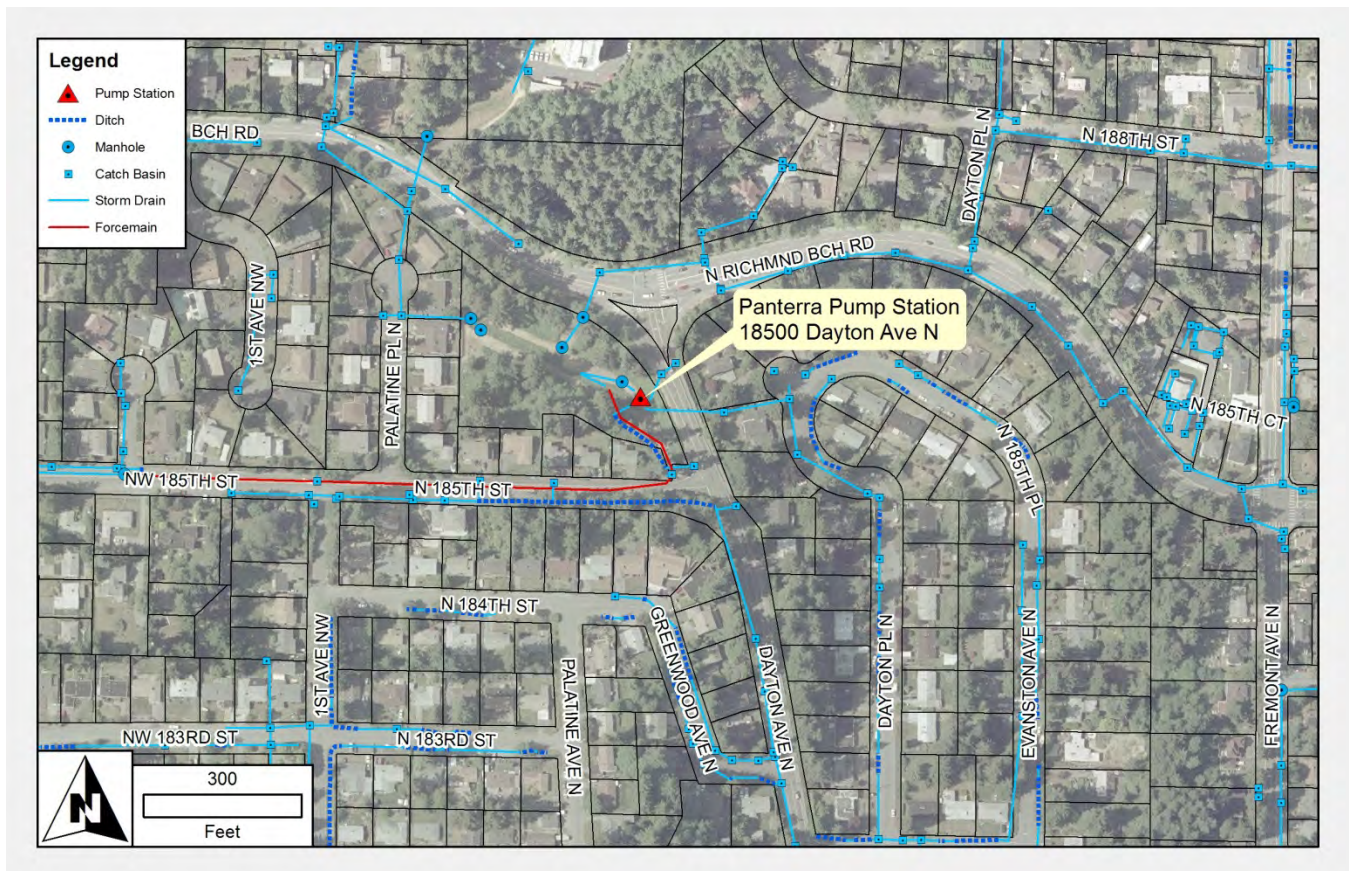 Legend
Pump Station
Ditch
Manhole
Catch Basin
Storm Drain
Forcemain
BCH RD
N 188TH ST
DAYTON PL N
N RICHMND BCH RD
1ST AVE NW
PALATINE PL N
Panterra Pump Station
18500 Dayton Ave N
N 185TH CT
N 185TH PL
NW 185TH ST
N 185TH ST
N 184TH ST
1ST AVE NW
PALATINE AVE N
GREENWOOD AVE N
DAYTON AVE N
DAYTON PL N
EVANSTON AVE N
FREMONT AVE N
NW 183RD ST
N 183RD ST
N
300
Feet